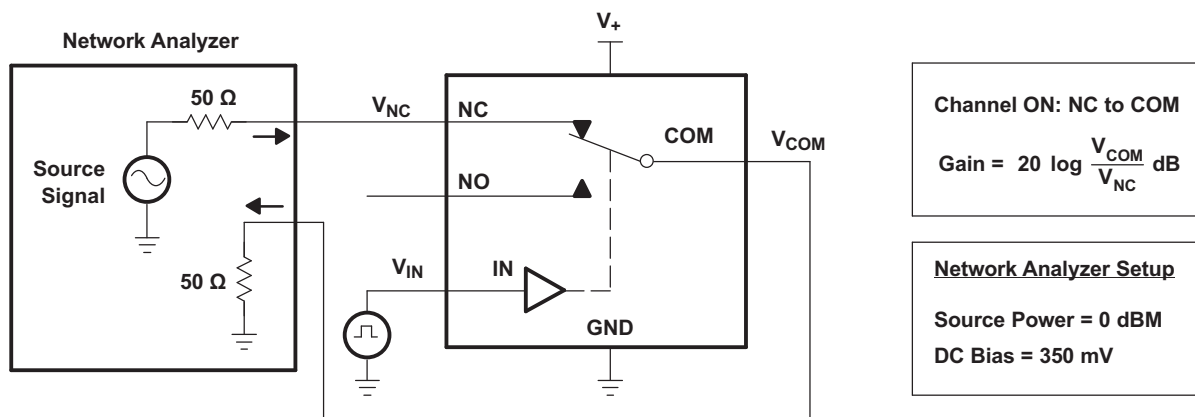 Network Analyzer
50 Ω
Source
Signal
50 Ω
V+
VNC
NC
COM
VCOM
NO
VIN
IN
GND
Channel ON: NC to COM
Gain = 20 log VCOM/VNC dB
Network Analyzer Setup
Source Power = 0 dBM
DC Bias = 350 mV